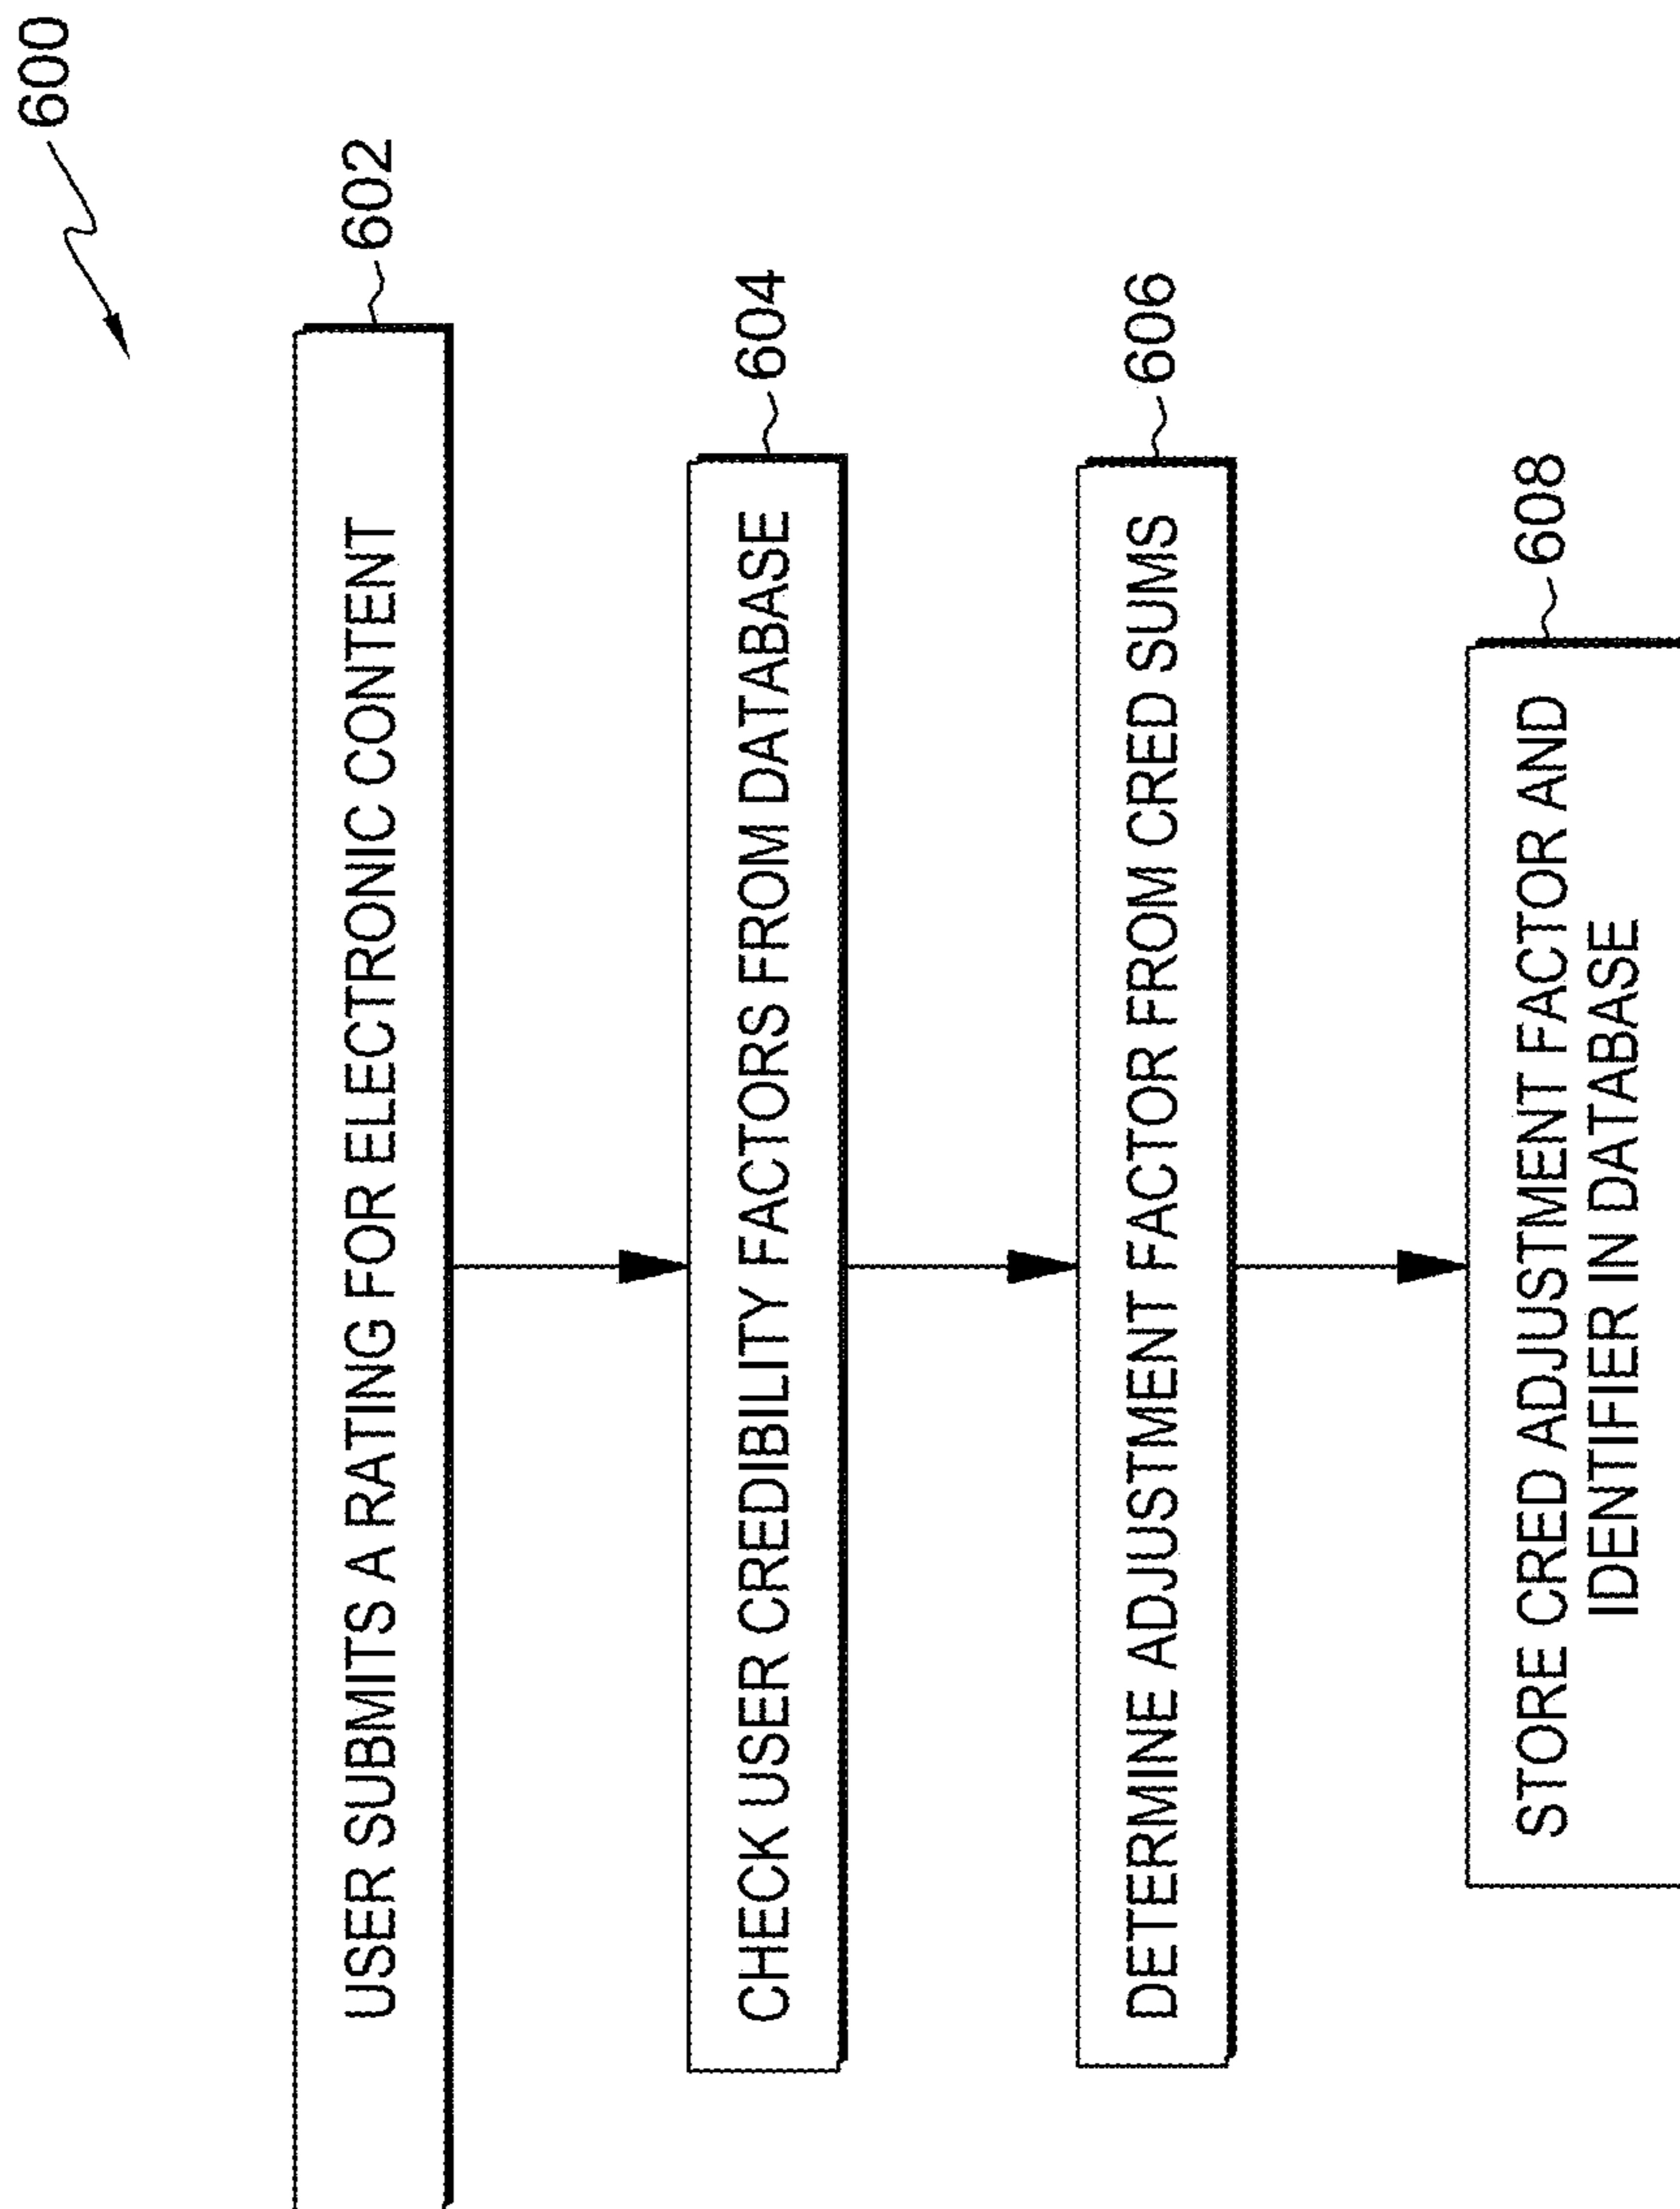 600
USER SUBMITS A RATING FOR ELECTRONIC CONTENT
602
CHECK USER CREDIBILITY FACTORS FROM DATABASE
604
DETERMINE ADJUSTMENT FACTOR FROM CRED SUMS
606
STORE CRED ADJUSTMENT FACTOR AND
IDENTIFIER IN DATABASE
608